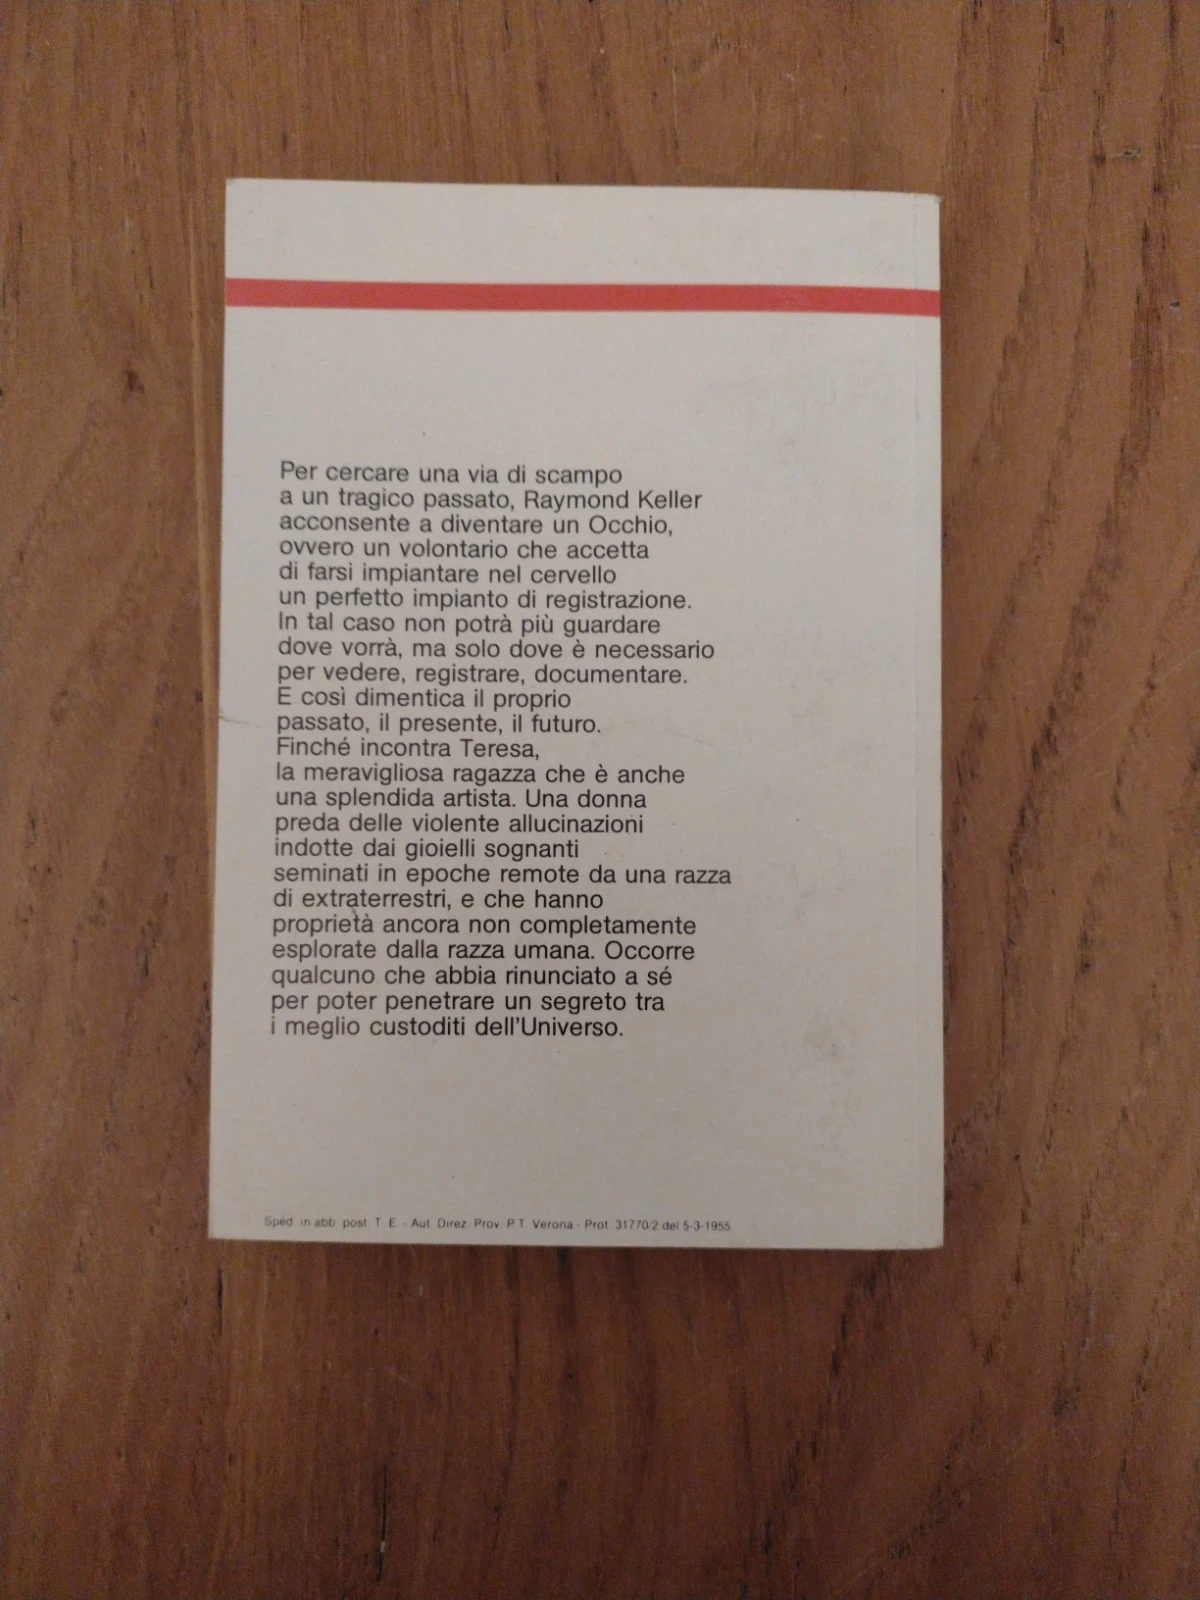 Per cercare una via di scampo
a un tragico passato, Raymond Keller
acconsente a diventare un Occhio,
ovvero un volontario che accetta
di farsi impiantare nel cervello
un perfetto impianto di registrazione.
In tal caso non potrà più guardare
dove vorrà, ma solo dove è necessario
per vedere, registrare, documentare.
E così dimentica il proprio
passato, il presente, il futuro.
Finché incontra Teresa,
la meravigliosa ragazza che è anche
una splendida artista. Una donna
preda delle violente allucinazioni
indotte dai gioielli sognanti
seminati in epoche remote da una razza
di extraterrestri, e che hanno
proprietà ancora non completamente
esplorate dalla razza umana. Occorre
qualcuno che abbia rinunciato a sé
per poter penetrare un segreto tra
i meglio custoditi dell'Universo.
Sped. in abb. post. T. E. - Aut. Direz. Prov. P.T. Verona - Prot. 31770/2 del 5-3-1955